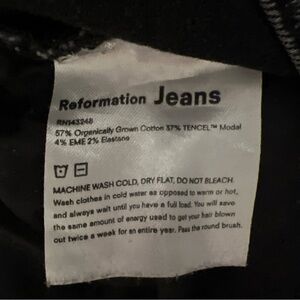 Reformation Jeans
RN143248
57% Organically Grown Cotton 37% TENCEL™ Modal
4% EME 2% Elastane
MACHINE WASH COLD, DRY FLAT, DO NOT BLEACH.
Wash clothes in cold water as opposed to warm or hot,
and always wait until you have a full load. You will save
the same amount of energy used to get your hair blown
out twice a week for an entire year. Pass the round brush.